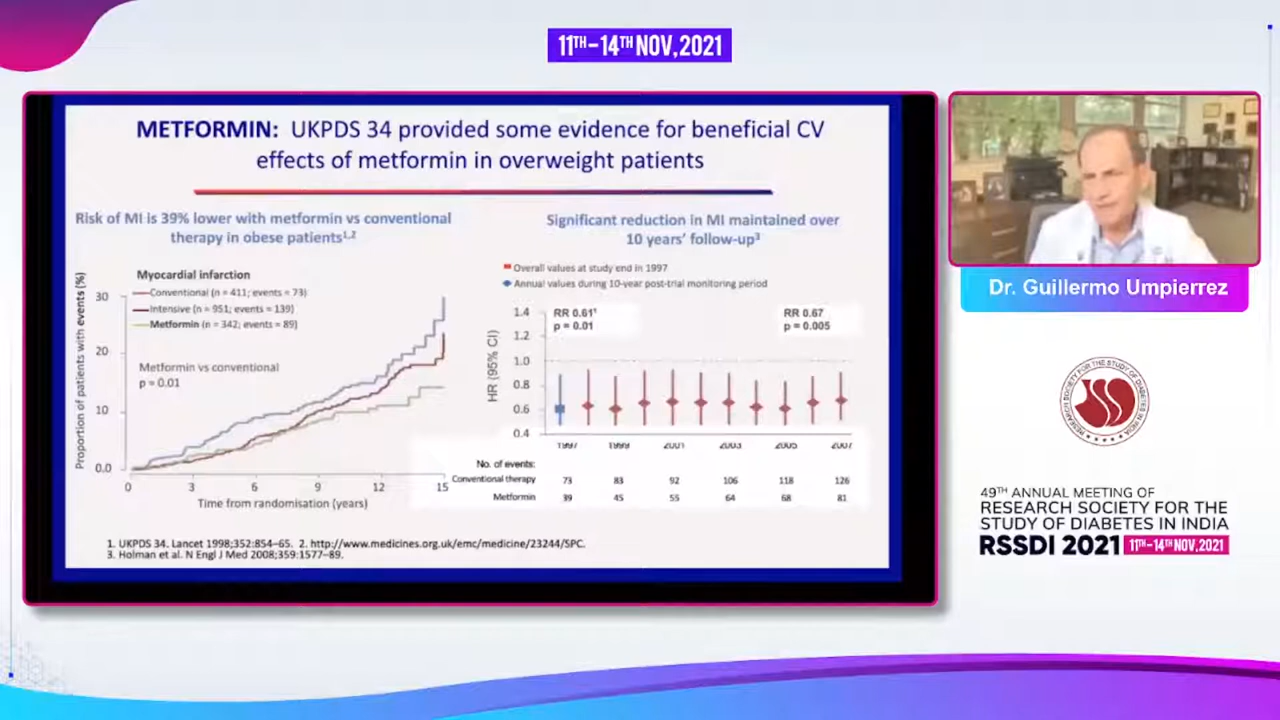 11TH–14TH NOV,2021
METFORMIN: UKPDS 34 provided some evidence for beneficial CV
effects of metformin in overweight patients
Risk of MI is 39% lower with metformin vs conventional
therapy in obese patients1,2
Myocardial infarction
Conventional (n = 411; events = 73)
Intensive (n = 951; events = 139)
Metformin (n = 342; events = 89)
Metformin vs conventional
p = 0.01
Proportion of patients with events (%)
30
20
10
0.0
0 3 6 9 12 15
Time from randomisation (years)
Significant reduction in MI maintained over
10 years' follow-up3
Overall values at study end in 1997
Annual values during 10-year post-trial monitoring period
RR 0.61¹
p = 0.01
RR 0.67
p = 0.005
HR (95% CI)
1.4
1.2
1.0
0.8
0.6
0.4
1997 1999 2001 2003 2005 2007
No. of events:
Conventional therapy 73 83 92 106 118 126
Metformin 39 45 55 64 68 81
1. UKPDS 34. Lancet 1998;352:854–65. 2. http://www.medicines.org.uk/emc/medicine/23244/SPC.
3. Holman et al. N Engl J Med 2008;359:1577–89.
Dr. Guillermo Umpierrez
RESEARCH SOCIETY FOR THE STUDY OF DIABETES IN INDIA
49TH ANNUAL MEETING OF
RESEARCH SOCIETY FOR THE
STUDY OF DIABETES IN INDIA
RSSDI 2021 11TH–14TH NOV,2021